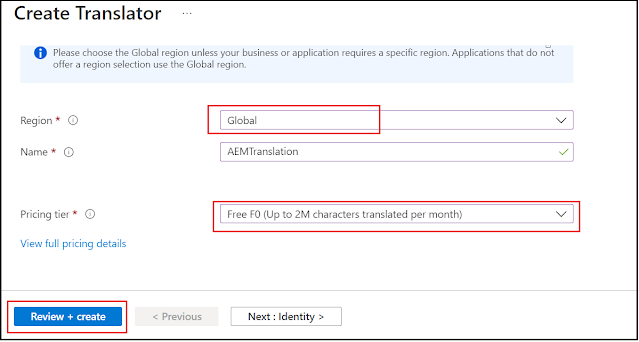 Create Translator ...
Please choose the Global region unless your business or application requires a specific region. Applications that do not
offer a region selection use the Global region.
Region * Global
Name * AEMTranslation
Pricing tier * Free F0 (Up to 2M characters translated per month)
View full pricing details
Review + create < Previous Next : Identity >